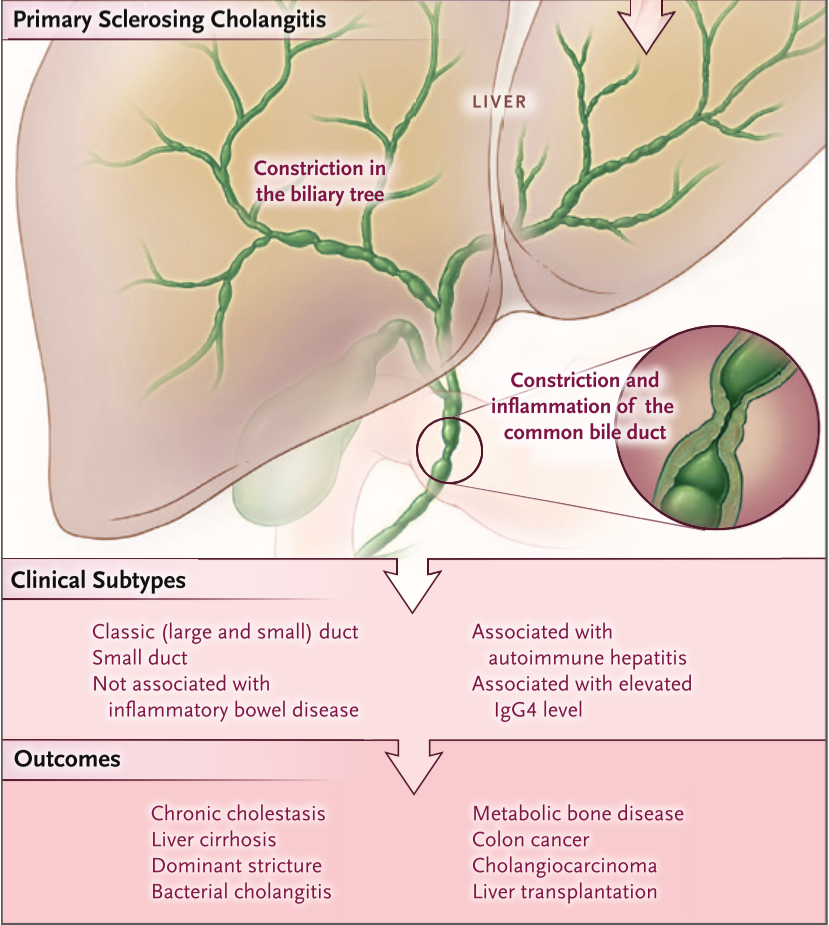 Primary Sclerosing Cholangitis
LIVER
Constriction in
the biliary tree
Constriction and
inflammation of the
common bile duct
Clinical Subtypes
Classic (large and small) duct
Small duct
Not associated with
inflammatory bowel disease
Associated with
autoimmune hepatitis
Associated with elevated
IgG4 level
Outcomes
Chronic cholestasis
Liver cirrhosis
Dominant stricture
Bacterial cholangitis
Metabolic bone disease
Colon cancer
Cholangiocarcinoma
Liver transplantation